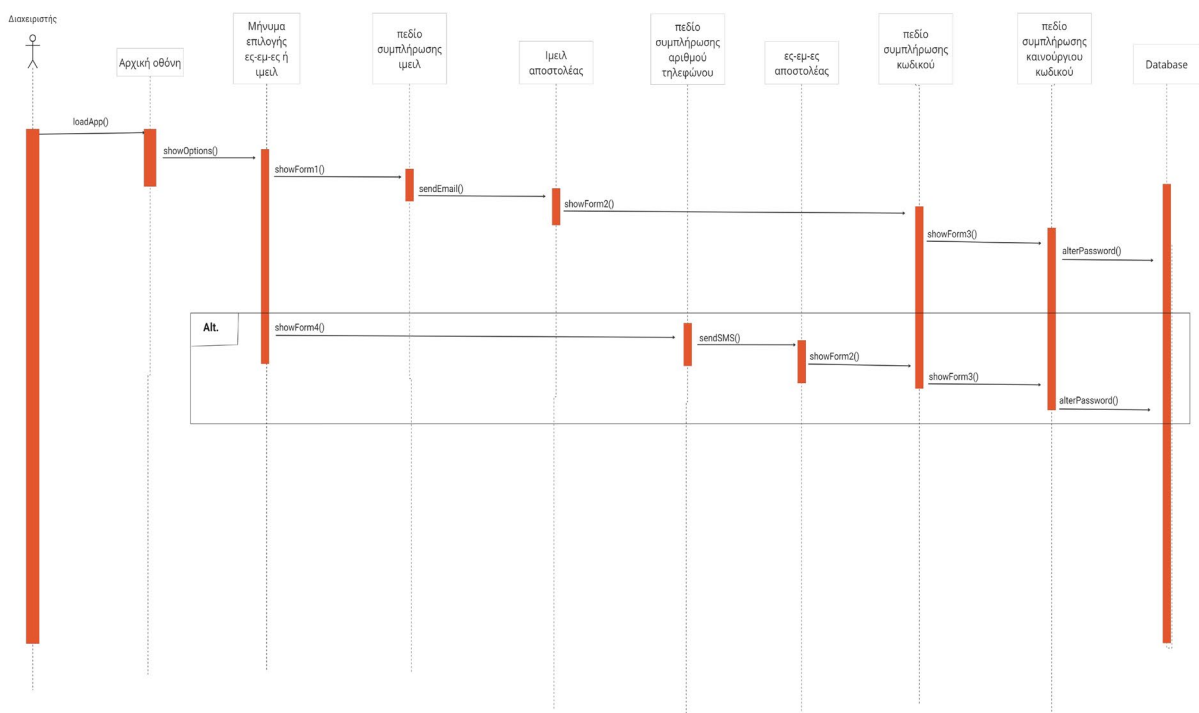 Διαχειριστής
Αρχική οθόνη
Μήνυμα
επιλογής
ες-εμ-ες ή
ιμειλ
πεδίο
συμπλήρωσης
ιμειλ
Ιμειλ
αποστολέας
πεδίο
συμπλήρωσης
αριθμού
τηλεφώνου
ες-εμ-ες
αποστολέας
πεδίο
συμπλήρωσης
κωδικού
πεδίο
συμπλήρωσης
καινούργιου
κωδικού
Database
loadApp()
showOptions()
showForm1()
sendEmail()
showForm2()
showForm3()
alterPassword()
Alt.
showForm4()
sendSMS()
showForm2()
showForm3()
alterPassword()